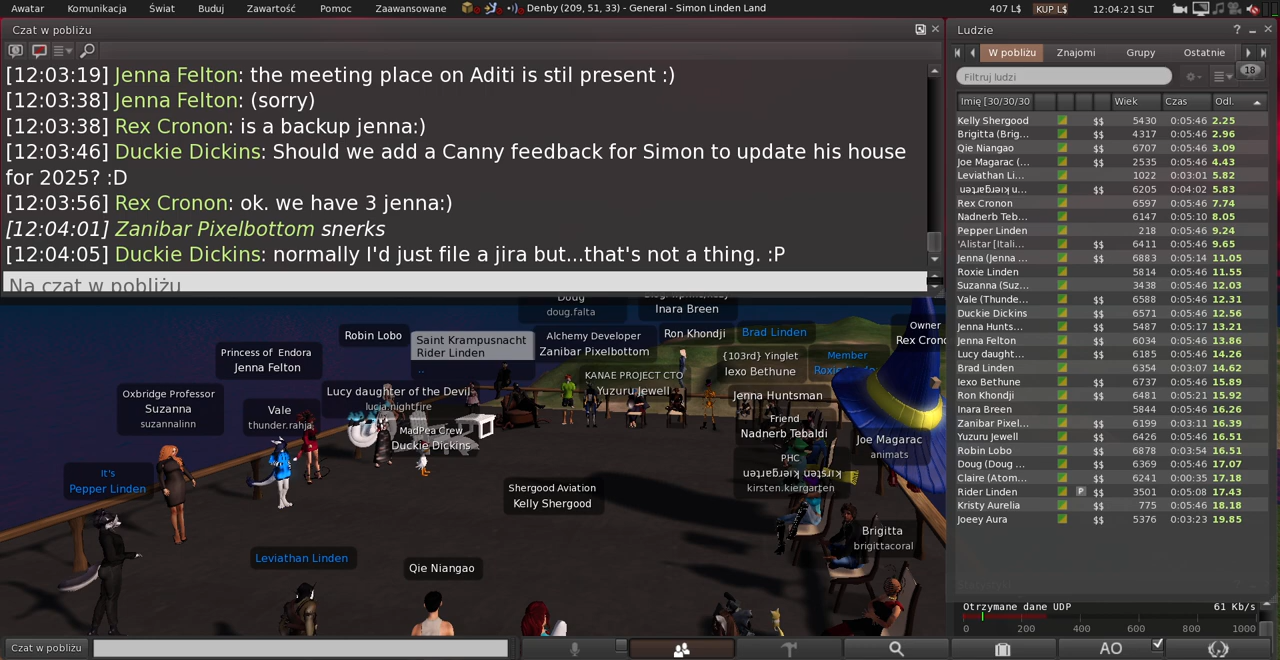 Awatar Komunikacja Świat Buduj Zawartość Pomoc Zaawansowane Denby (209, 51, 33) - General - Simon Linden Land 407 L$ KUP L$ 12:04:21 SLT
Czat w pobliżu
[12:03:19] Jenna Felton: the meeting place on Aditi is stil present :)
[12:03:38] Jenna Felton: (sorry)
[12:03:38] Rex Cronon: is a backup jenna:)
[12:03:46] Duckie Dickins: Should we add a Canny feedback for Simon to update his house
for 2025? :D
[12:03:56] Rex Cronon: ok. we have 3 jenna:)
[12:04:01] Zanibar Pixelbottom snerks
[12:04:05] Duckie Dickins: normally I'd just file a jira but...that's not a thing. :P
Na czat w pobliżu
Doug
doug.falta
Inara Breen
Robin Lobo
Saint Krampusnacht
Rider Linden
Alchemy Developer
Zanibar Pixelbottom
Ron Khondji
Brad Linden
Owner
Rex Crono
Princess of Endora
Jenna Felton
{103rd} Yinglet
Iexo Bethune
Member
KANAE PROJECT CTO
Yuzuru Jewell
Oxbridge Professor
Suzanna
suzannalinn
Vale
thunder.rahja
Lucy daughter of the Devil
lucia.nightfire
MadPea Crew
Duckie Dickins
Jenna Huntsman
Friend
Nadnerb Tebaldi
Joe Magarac
animats
PHC
kirsten.kiergarten
It's
Pepper Linden
Shergood Aviation
Kelly Shergood
Brigitta
brigittacoral
Leviathan Linden
Qie Niangao
Czat w pobliżu
AO
Ludzie
W pobliżu Znajomi Grupy Ostatnie
18
Filtruj ludzi
Imię [30/30/30 Wiek Czas Odl.
Kelly Shergood $$ 5430 0:05:46 2.25
Brigitta (Brig... $$ 4317 0:05:46 2.96
Qie Niangao $$ 6707 0:05:46 3.09
Joe Magarac (... $$ 2535 0:05:46 4.43
Leviathan Li... 1022 0:03:01 5.82
$$ 6205 0:04:02 5.83
Rex Cronon 6597 0:05:46 7.74
Nadnerb Teb... 6147 0:05:10 8.05
Pepper Linden 218 0:05:46 9.24
'Alistar [Itali... $$ 6411 0:05:46 9.65
Jenna (Jenna ... $$ 6883 0:05:14 11.05
Roxie Linden 5814 0:05:46 11.55
Suzanna (Suz... 3438 0:05:46 12.03
Vale (Thunde... $$ 6588 0:05:46 12.31
Duckie Dickins $$ 6571 0:05:46 12.56
Jenna Hunts... $$ 5487 0:05:17 13.21
Jenna Felton $$ 6034 0:05:46 13.86
Lucy daught... $$ 6185 0:05:46 14.26
Brad Linden 6354 0:03:07 14.62
Iexo Bethune $$ 6737 0:05:46 15.89
Ron Khondji $$ 6481 0:05:21 15.92
Inara Breen 5844 0:05:46 16.26
Zanibar Pixel... $$ 6199 0:03:11 16.39
Yuzuru Jewell $$ 6426 0:05:46 16.51
Robin Lobo $$ 6878 0:03:54 16.51
Doug (Doug ... $$ 6369 0:05:46 17.07
Claire (Atom... $$ 6241 0:00:35 17.18
Rider Linden P $$ 3501 0:05:08 17.43
Kristy Aurelia $$ 775 0:05:46 18.18
Joeey Aura $$ 5376 0:03:23 19.85
Otrzymane dane UDP 61 Kb/s
0 200 400 600 800 1000